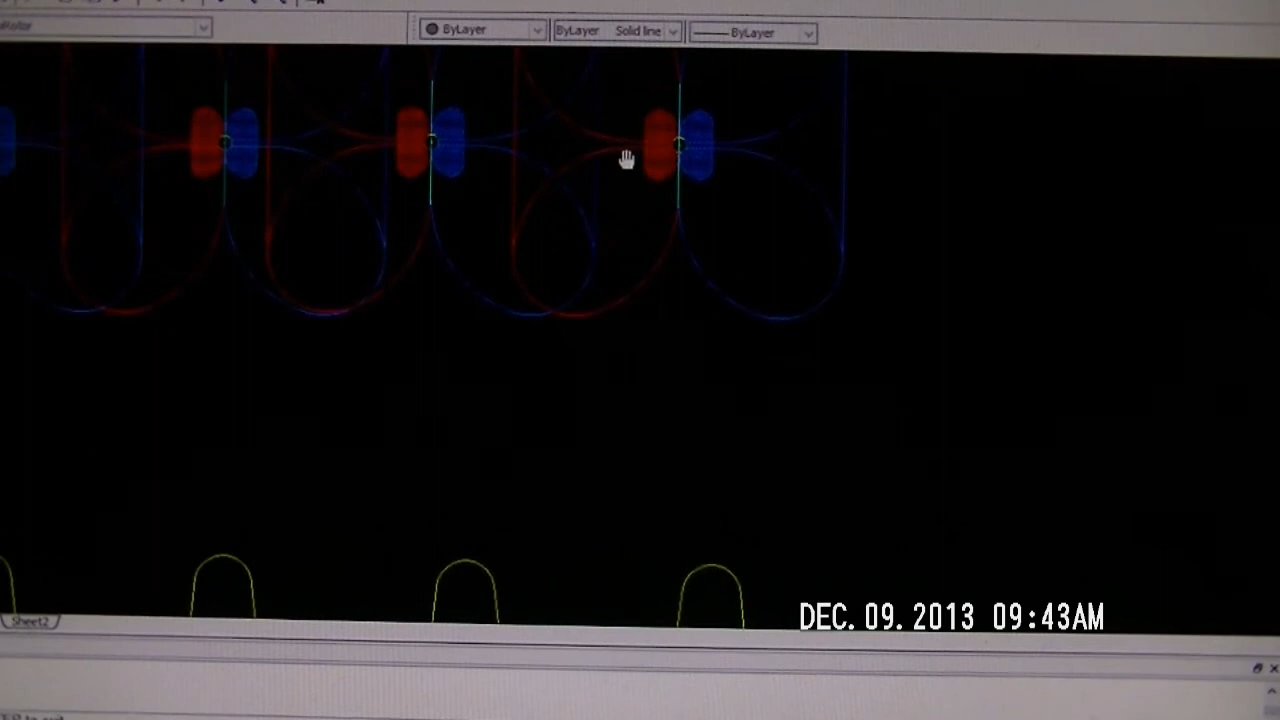 ByLayer
ByLayer Solid line
ByLayer
DEC. 09. 2013 09:43AM
Sheet2